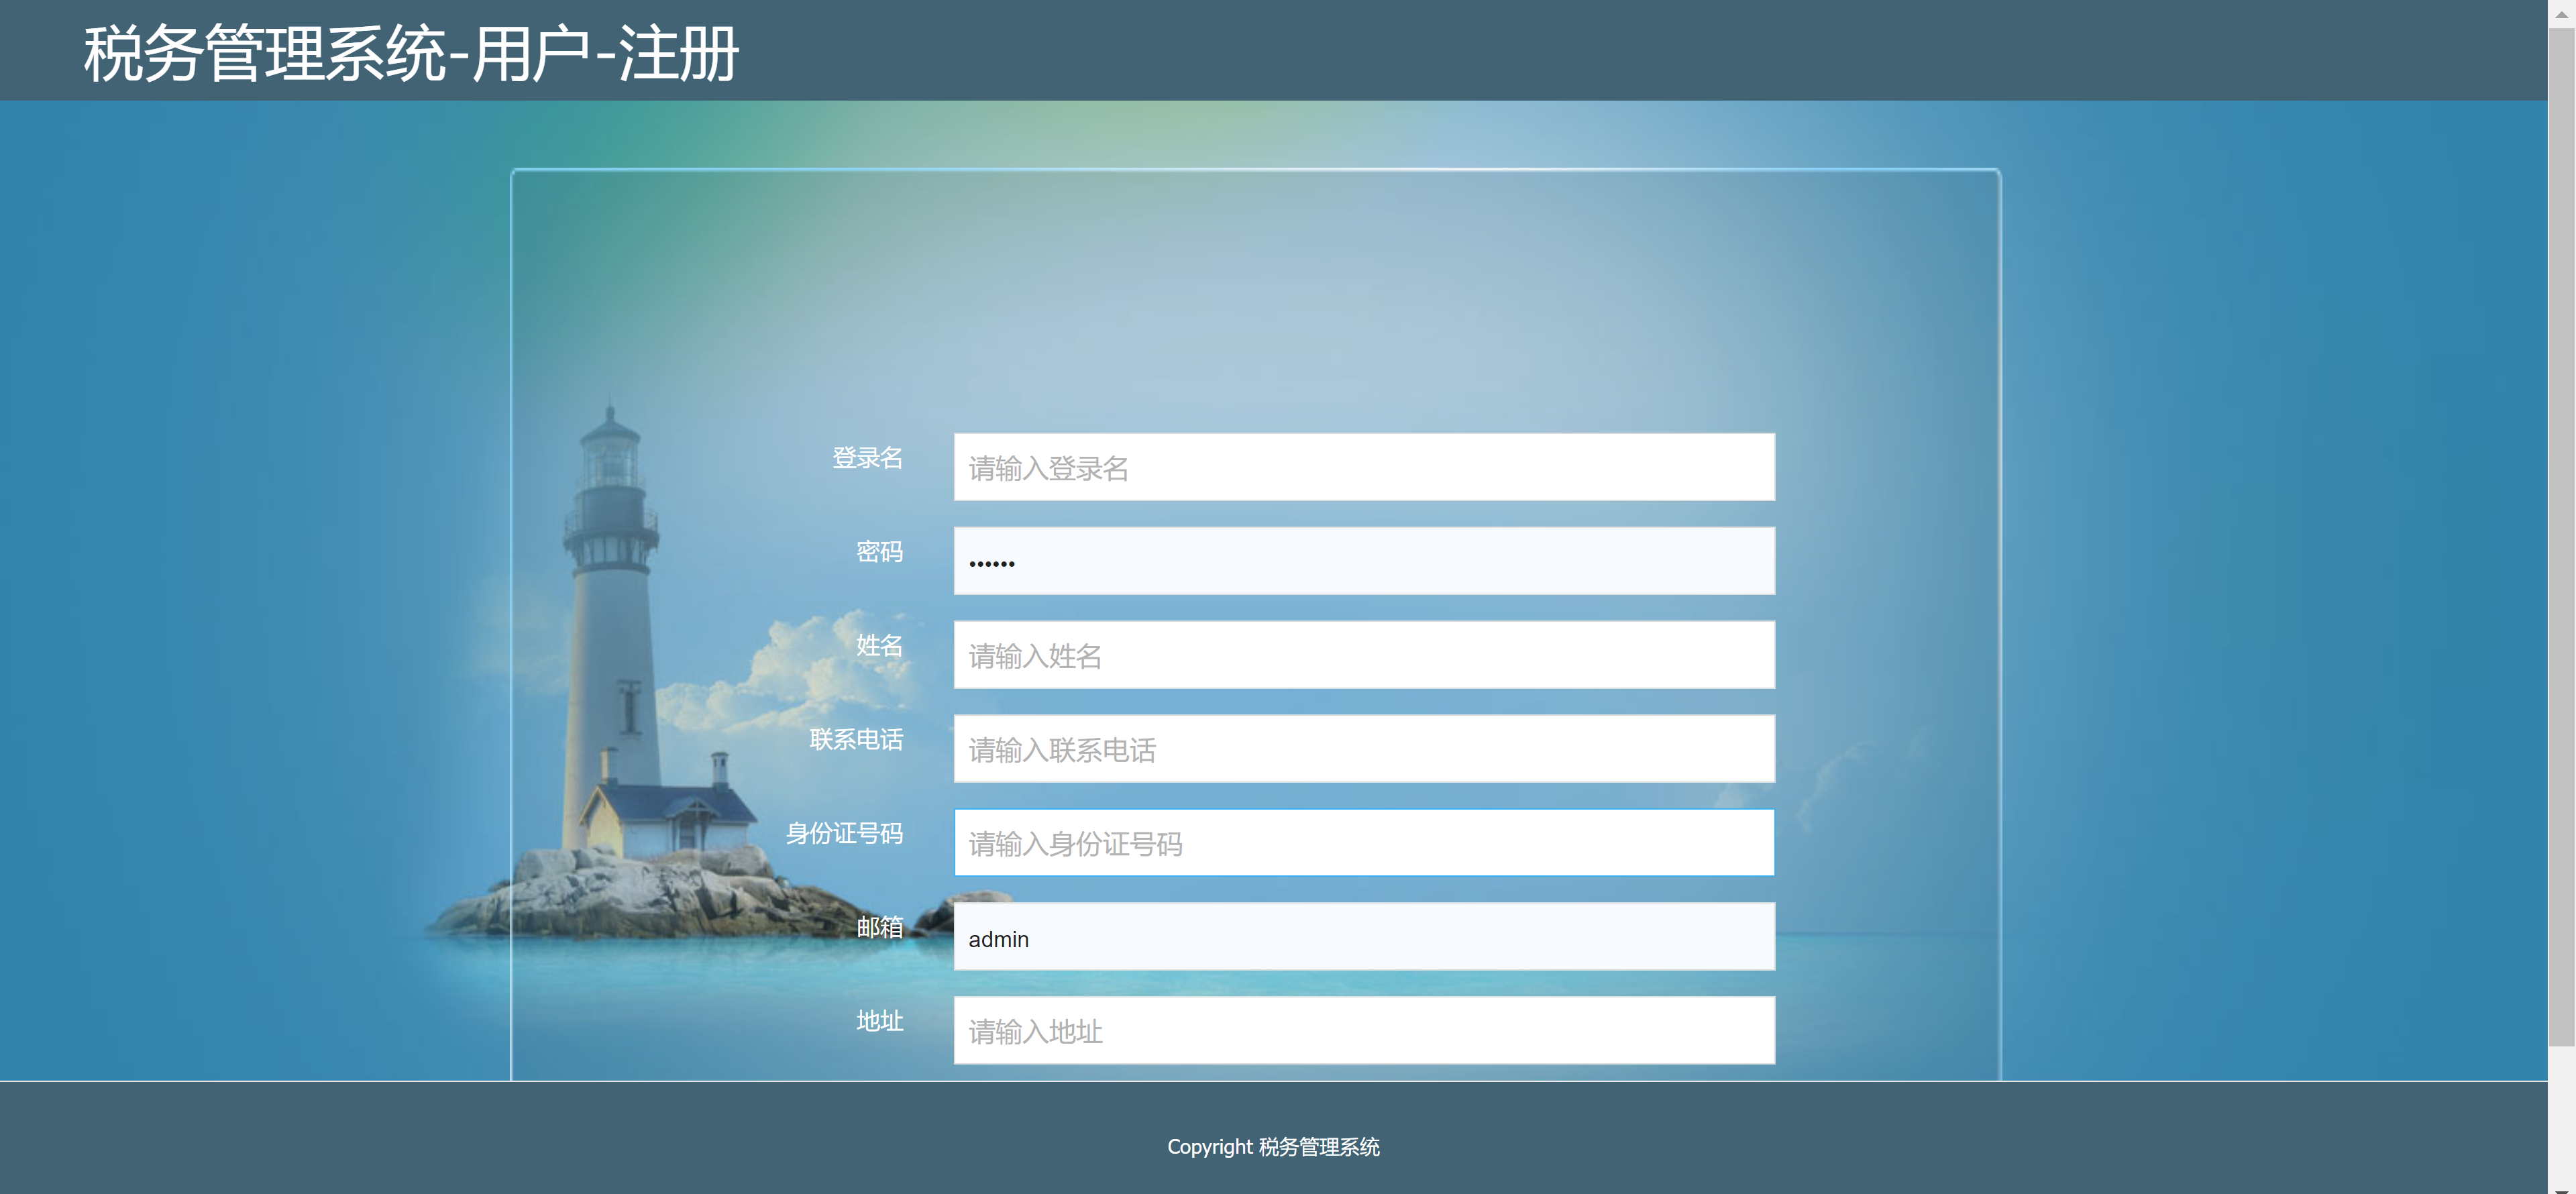 税务管理系统-用户-注册
登录名 请输入登录名
密码 ••••••
姓名 请输入姓名
联系电话 请输入联系电话
身份证号码 请输入身份证号码
邮箱 admin
地址 请输入地址
Copyright 税务管理系统